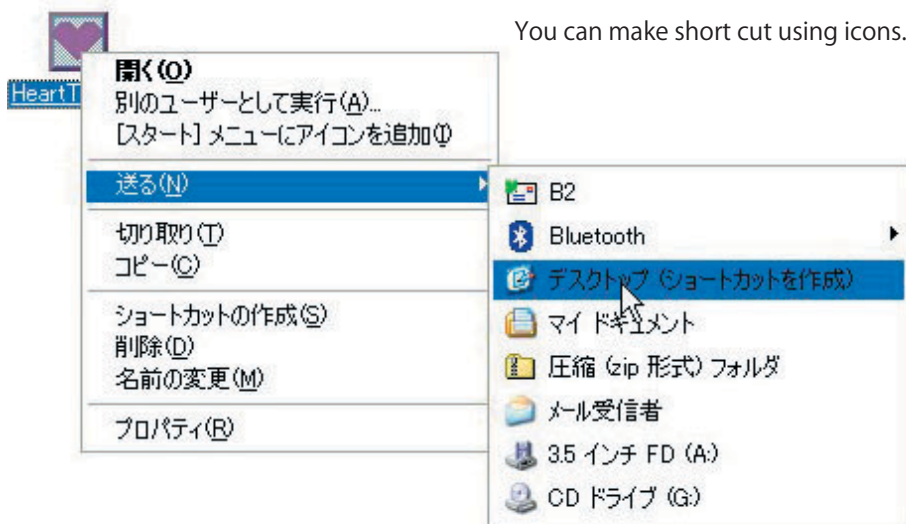 You can make short cut using icons.
HeartT
開く(O)
別のユーザーとして実行(A)...
[スタート] メニューにアイコンを追加(I)
送る(N)
切り取り(T)
コピー(C)
ショートカットの作成(S)
削除(D)
名前の変更(M)
プロパティ(R)
B2
Bluetooth
デスクトップ (ショートカットを作成)
マイ ドキュメント
圧縮 (zip 形式) フォルダ
メール受信者
3.5 インチ FD (A:)
CD ドライブ (G:)